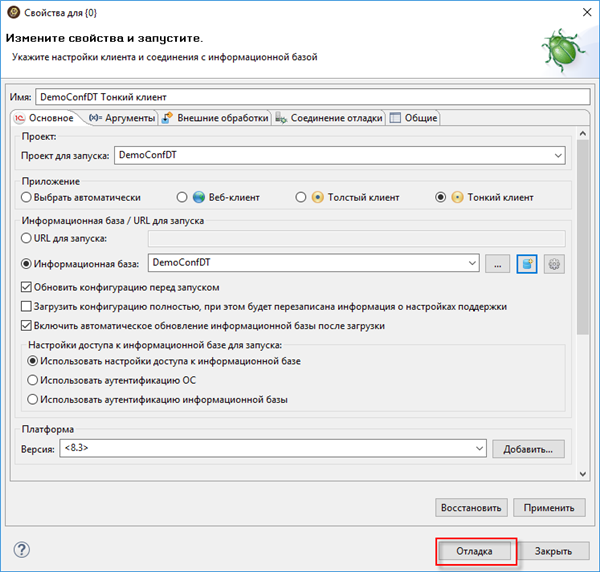 Свойства для {0}
Измените свойства и запустите.
Укажите настройки клиента и соединения с информационной базой
Имя: DemoConfDT Тонкий клиент
1С Основное (x)= Аргументы Внешние обработки Соединение отладки Общие
Проект:
Проект для запуска: DemoConfDT
Приложение
Выбрать автоматически Веб-клиент Толстый клиент Тонкий клиент
Информационная база / URL для запуска
URL для запуска:
Информационная база: DemoConfDT ...
Обновить конфигурацию перед запуском
Загрузить конфигурацию полностью, при этом будет перезаписана информация о настройках поддержки
Включить автоматическое обновление информационной базы после загрузки
Настройки доступа к информационной базе для запуска:
Использовать настройки доступа к информационной базе
Использовать аутентификацию ОС
Использовать аутентификацию информационной базы
Платформа
Версия: <8.3> Добавить...
Восстановить Применить
? Отладка Закрыть